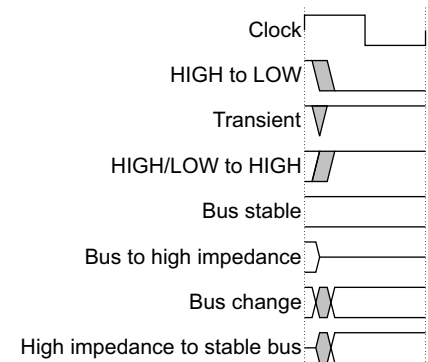 Clock
HIGH to LOW
Transient
HIGH/LOW to HIGH
Bus stable
Bus to high impedance
Bus change
High impedance to stable bus